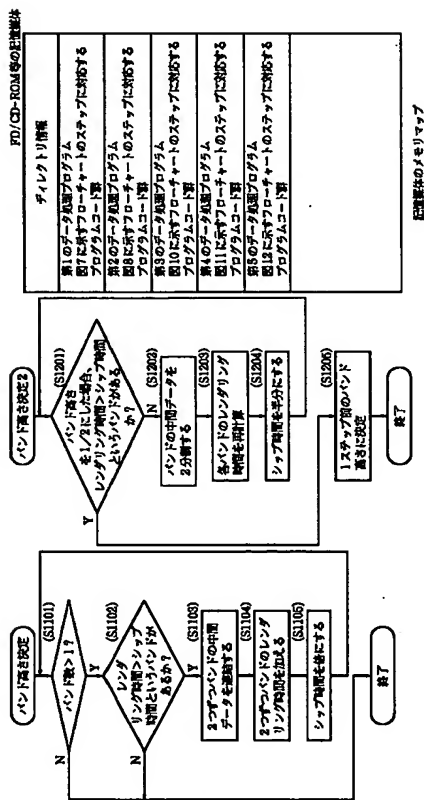 バンド高さ決定
(S1101)
バンド数>1?
N
Y
(S1102)
レンダ
リング時間>シップ
時間というバンドが
あるか?
N
Y
(S1103)
2つずつバンドの中間
データを連結する
(S1104)
2つずつバンドのレンダ
リング時間を加える
(S1105)
シップ時間を倍にする
終了
バンド高さ決定2
(S1201)
バンド高さ
を1/2にした場合、
レンダリング時間>シップ時間
というバンドがある
か?
Y
N
(S1202)
バンドの中間データを
2分割する
(S1203)
各バンドのレンダリング
時間を再計算
(S1204)
シップ時間を半分にする
(S1205)
1ステップ前のバンド
高さに決定
終了
FD/CD-ROM等の記憶媒体
ディレクトリ情報
第1のデータ処理プログラム
図7に示すフローチャートのステップに対応する
プログラムコード群
第2のデータ処理プログラム
図8に示すフローチャートのステップに対応する
プログラムコード群
第3のデータ処理プログラム
図10に示すフローチャートのステップに対応する
プログラムコード群
第4のデータ処理プログラム
図11に示すフローチャートのステップに対応する
プログラムコード群
第5のデータ処理プログラム
図12に示すフローチャートのステップに対応する
プログラムコード群
記憶媒体のメモリマップ